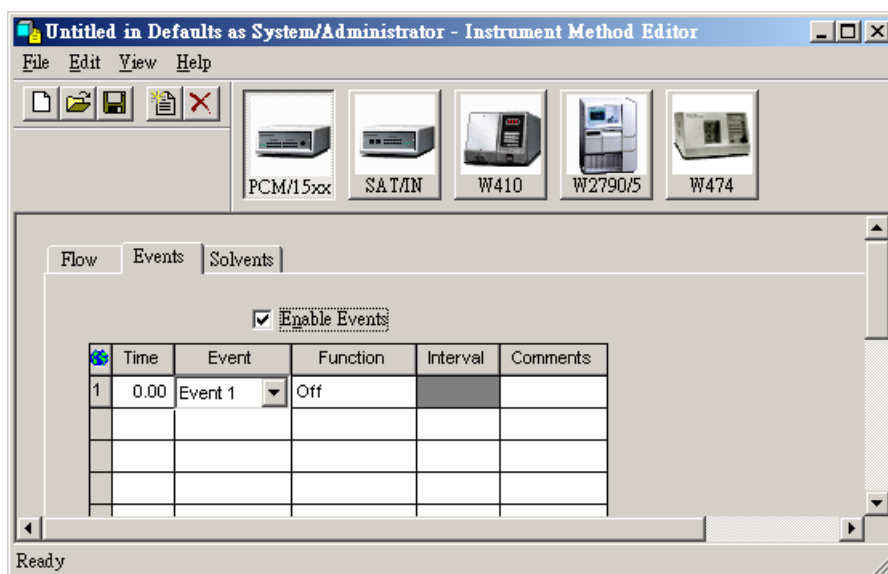 Untitled in Defaults as System/Administrator - Instrument Method Editor
File Edit View Help
PCM/15xx SAT/IN W410 W2790/5 W474
Flow Events Solvents
Enable Events
Time Event Function Interval Comments
1 0.00 Event 1 Off
Ready